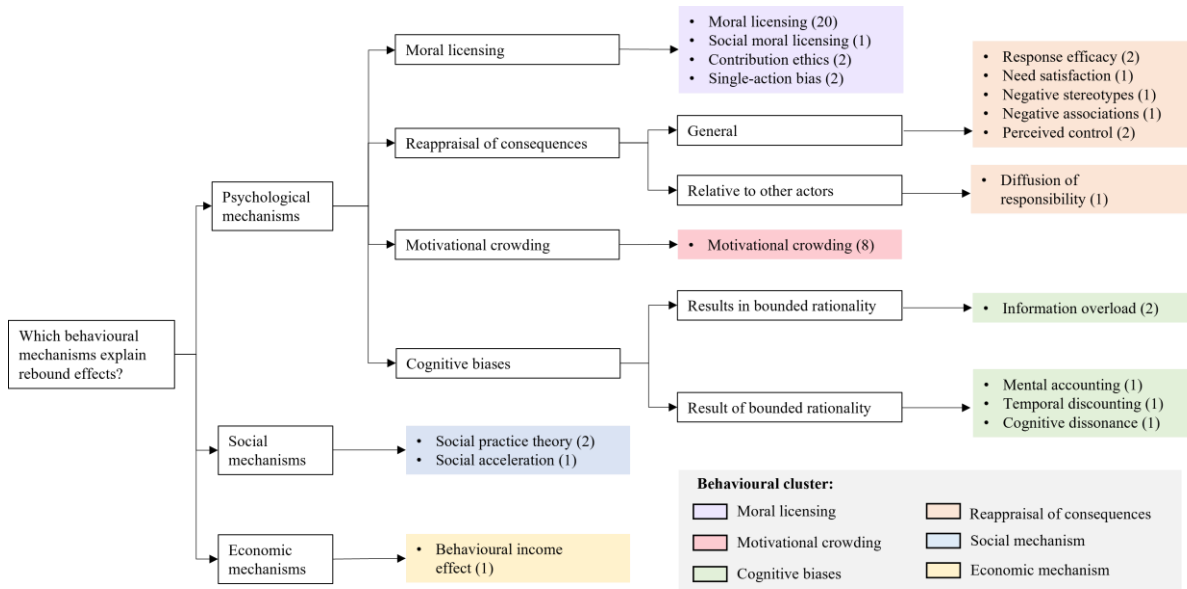 Which behavioural
mechanisms explain
rebound effects?
Psychological
mechanisms
Moral licensing
• Moral licensing (20)
• Social moral licensing (1)
• Contribution ethics (2)
• Single-action bias (2)
Reappraisal of consequences
General
• Response efficacy (2)
• Need satisfaction (1)
• Negative stereotypes (1)
• Negative associations (1)
• Perceived control (2)
Relative to other actors
• Diffusion of
responsibility (1)
Motivational crowding
• Motivational crowding (8)
Cognitive biases
Results in bounded rationality
• Information overload (2)
Result of bounded rationality
• Mental accounting (1)
• Temporal discounting (1)
• Cognitive dissonance (1)
Social
mechanisms
• Social practice theory (2)
• Social acceleration (1)
Economic
mechanisms
• Behavioural income
effect (1)
Behavioural cluster:
Moral licensing
Motivational crowding
Cognitive biases
Reappraisal of consequences
Social mechanism
Economic mechanism